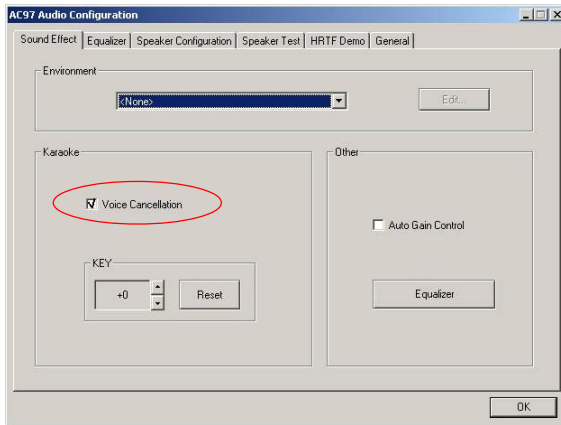 AC97 Audio Configuration
Sound Effect Equalizer Speaker Configuration Speaker Test HRTF Demo General
Environment
<None>
Edit...
Karaoke
Other
Voice Cancellation
Auto Gain Control
KEY
+0
Reset
Equalizer
OK